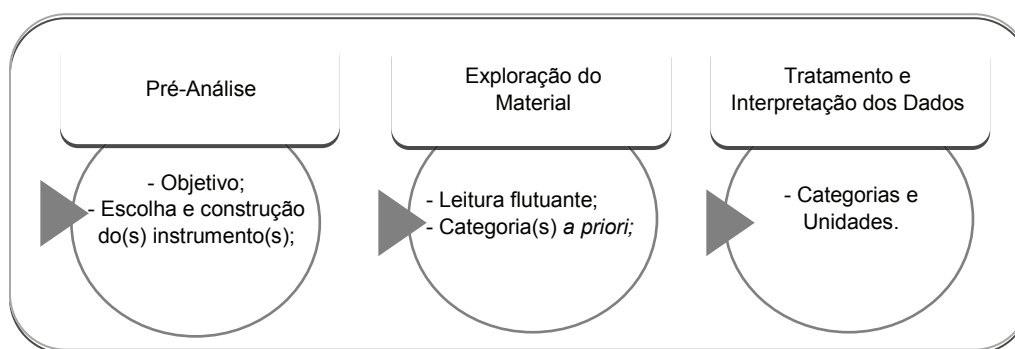 Pré-Análise
- Objetivo;
- Escolha e construção
do(s) instrumento(s);
Exploração do
Material
- Leitura flutuante;
- Categoria(s) a priori;
Tratamento e
Interpretação dos Dados
- Categorias e
Unidades.